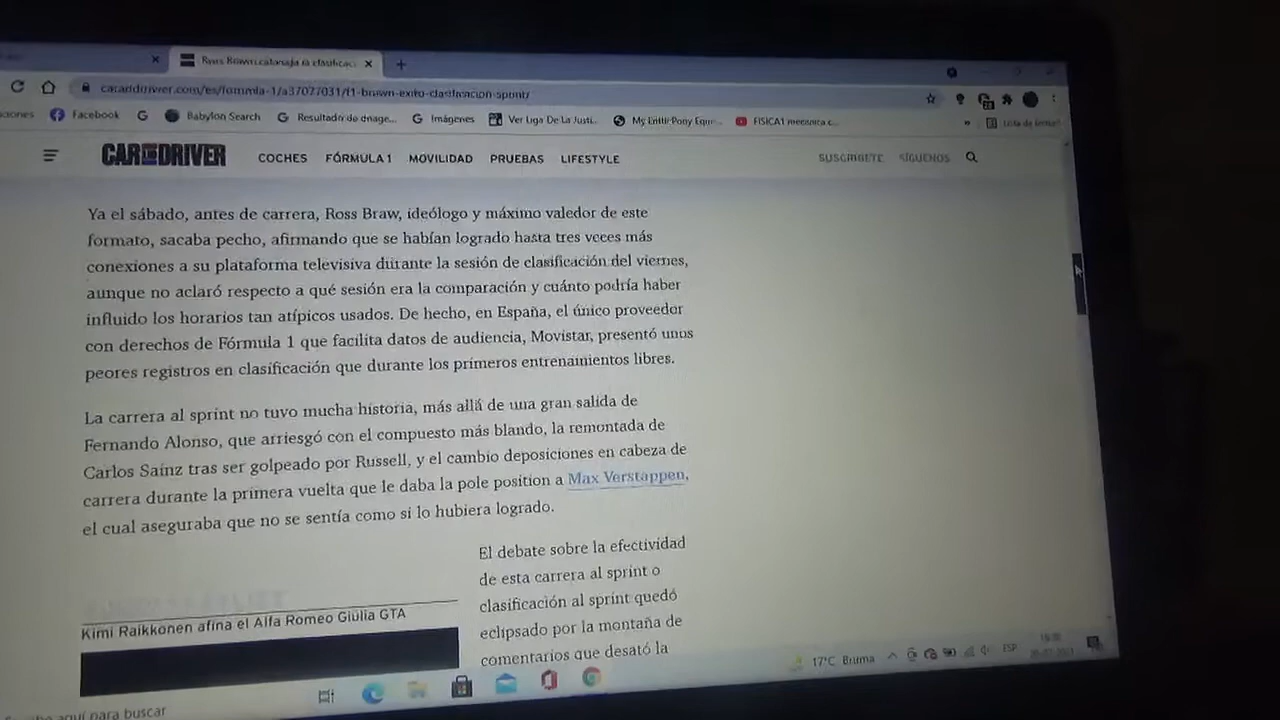 Ross Brawn
caranddriver.com/es/formula-1/a37027031/f1-brawn-exito-clasificacion-sprint/
Facebook
Babylon Search
Resultado de
Imágenes
Ver Liga De La Justi...
My Little Pony
FISICA1 mecanica c...
CAR AND DRIVER
COCHES
FÓRMULA 1
MOVILIDAD
PRUEBAS
LIFESTYLE
SUSCRÍBETE
SÍGUENOS
Ya el sábado, antes de carrera, Ross Braw, ideólogo y máximo valedor de este
formato, sacaba pecho, afirmando que se habían logrado hasta tres veces más
conexiones a su plataforma televisiva durante la sesión de clasificación del viernes,
aunque no aclaró respecto a qué sesión era la comparación y cuánto podría haber
influido los horarios tan atípicos usados. De hecho, en España, el único proveedor
con derechos de Fórmula 1 que facilita datos de audiencia, Movistar, presentó unos
peores registros en clasificación que durante los primeros entrenamientos libres.
La carrera al sprint no tuvo mucha historia, más allá de una gran salida de
Fernando Alonso, que arriesgó con el compuesto más blando, la remontada de
Carlos Sainz tras ser golpeado por Russell, y el cambio deposiciones en cabeza de
carrera durante la primera vuelta que le daba la pole position a Max Verstappen,
el cual aseguraba que no se sentía como si lo hubiera logrado.
El debate sobre la efectividad
de esta carrera al sprint o
clasificación al sprint quedó
eclipsado por la montaña de
comentarios que desató la
Kimi Raikkonen afina el Alfa Romeo Giulia GTA
17°C Bruma
ESP
aquí para buscar